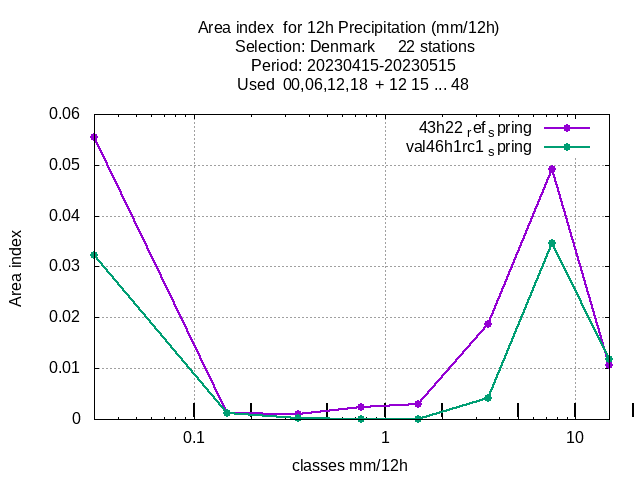 Area index  for 12h Precipitation (mm/12h)
Selection: Denmark     22 stations
Period: 20230415-20230515
Used  00,06,12,18  + 12 15 ... 48
43h22 ref spring
val46h1rc1 spring
0.06
0.05
0.04
0.03
0.02
0.01
0
Area index
0.1
1
10
classes mm/12h